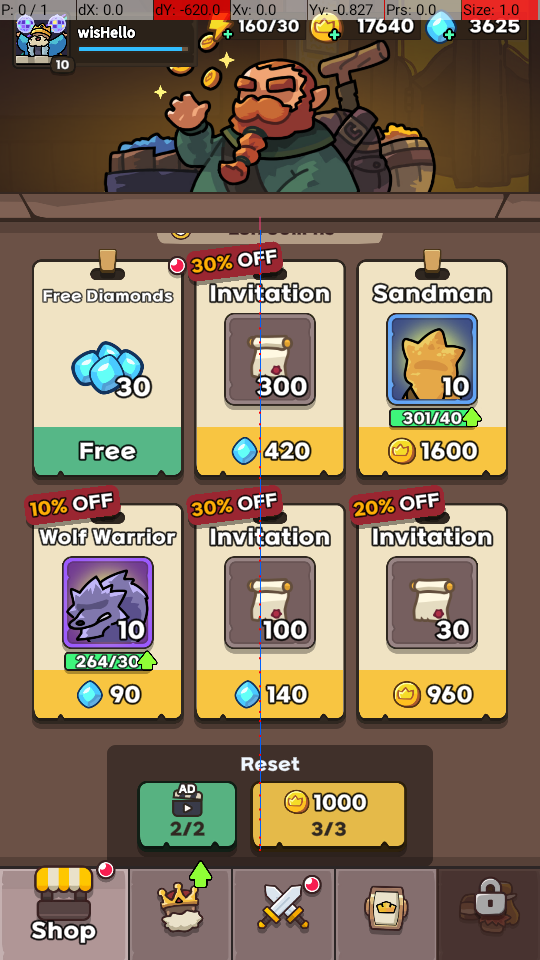 P: 0 / 1 dX: 0.0 dY: -620.0 Xv: 0.0 Yv: -0.827 Prs: 0.0 Size: 1.0
wisHello
10
160/30
17640
3625
30% OFF
Free Diamonds
Invitation
Sandman
30
300
10
301/40
Free
420
1600
10% OFF
30% OFF
20% OFF
Wolf Warrior
Invitation
Invitation
10
100
30
264/30
90
140
960
Reset
AD
1000
2/2
3/3
Shop